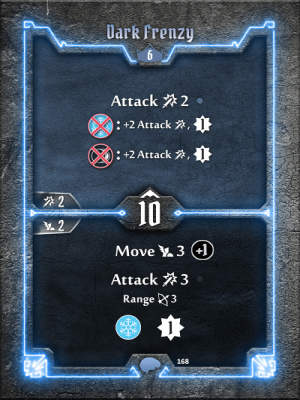 Dark Frenzy
6
Attack 2
: +2 Attack , 1
: +2 Attack , 1
2
10
2
Move 3 +1
Attack 3
Range 3
1
168